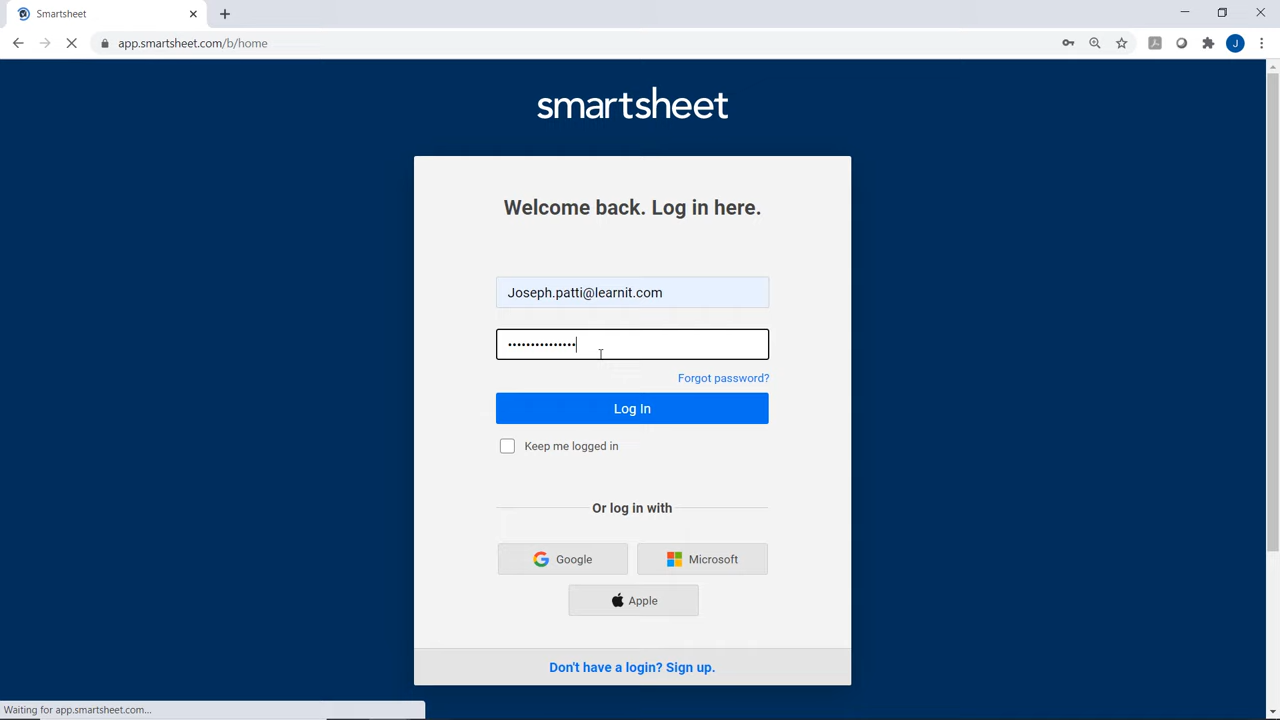 Smartsheet
app.smartsheet.com/b/home
J
smartsheet
Welcome back. Log in here.
Joseph.patti@learnit.com
•••••••••••••••
Forgot password?
Log In
Keep me logged in
Or log in with
Google
Microsoft
Apple
Don't have a login? Sign up.
Waiting for app.smartsheet.com...